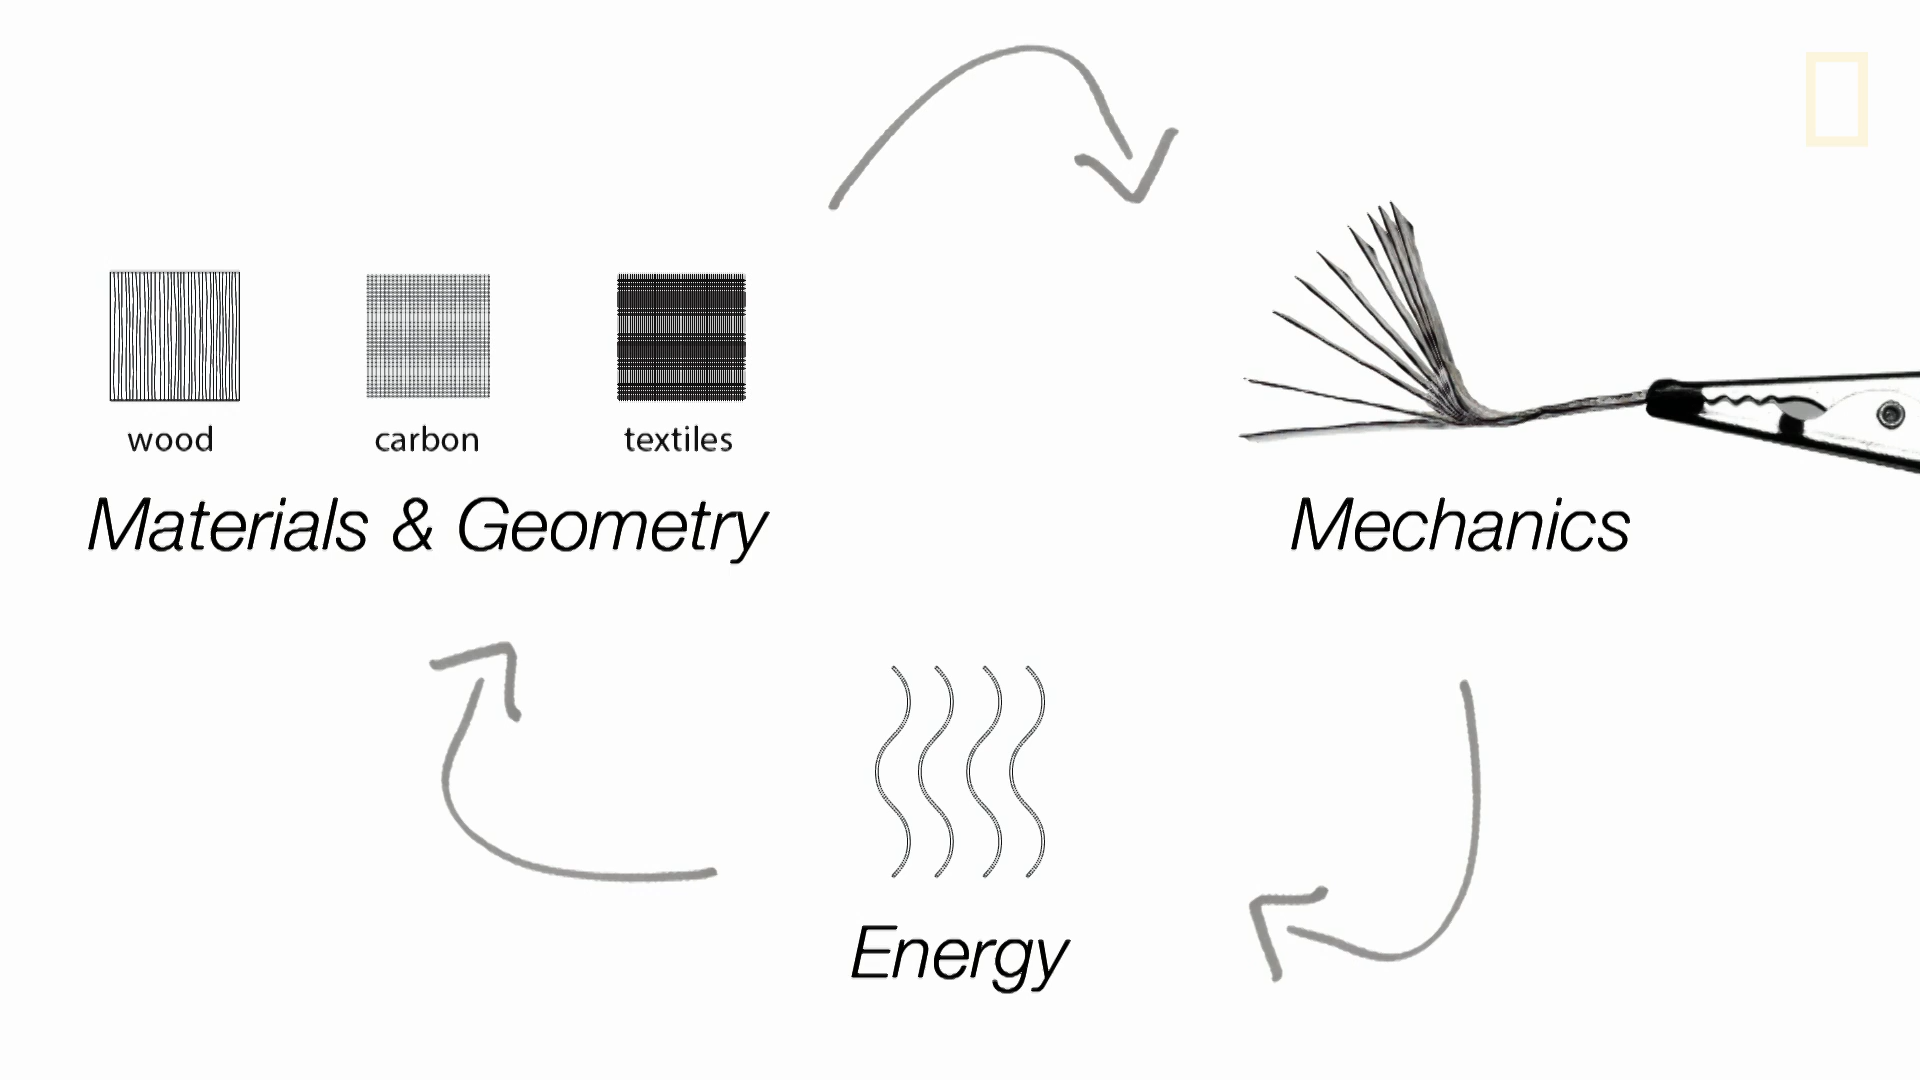 wood
carbon
textiles
Materials & Geometry
Mechanics
Energy